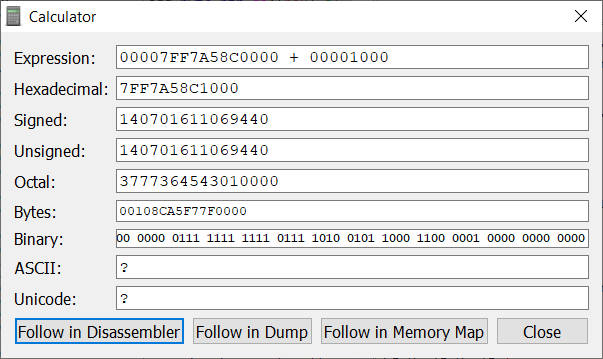 Calculator
Expression: 00007FF7A58C0000 + 00001000
Hexadecimal: 7FF7A58C1000
Signed: 140701611069440
Unsigned: 140701611069440
Octal: 3777364543010000
Bytes: 00108CA5F77F0000
Binary: 00 0000 0111 1111 1111 0111 1010 0101 1000 1100 0001 0000 0000 0000
ASCII: ?
Unicode: ?
Follow in Disassembler Follow in Dump Follow in Memory Map Close